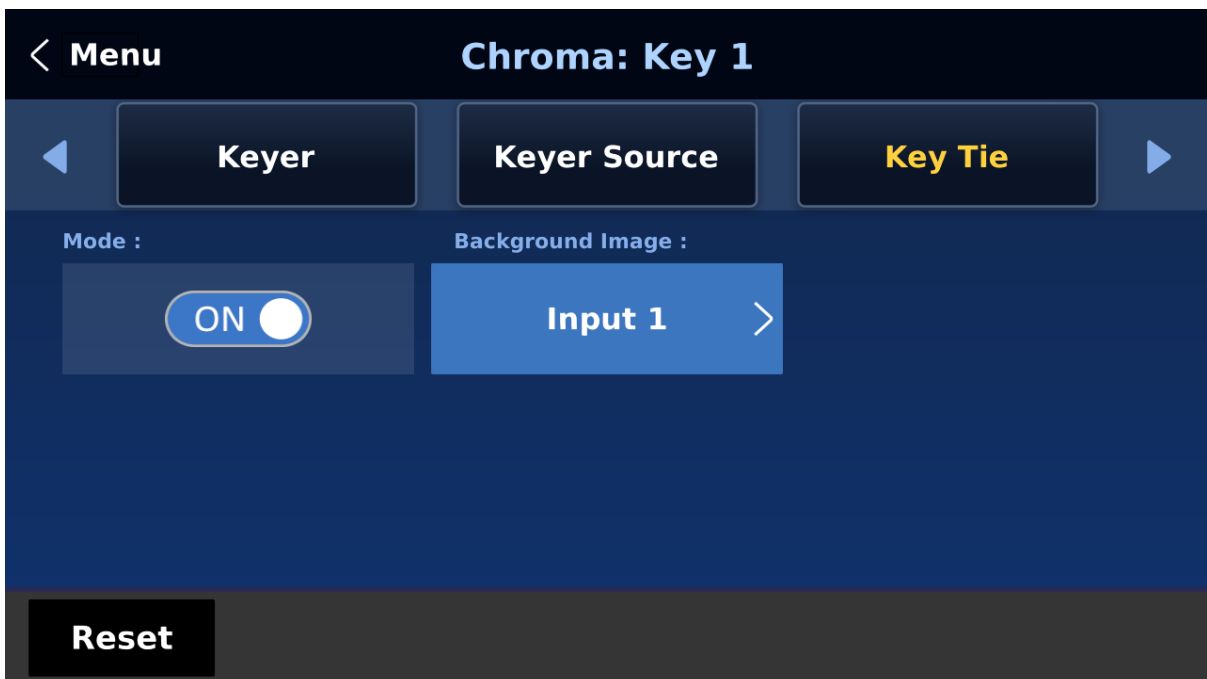 Menu
Chroma: Key 1
Keyer
Keyer Source
Key Tie
Mode :
Background Image :
ON
Input 1
Reset